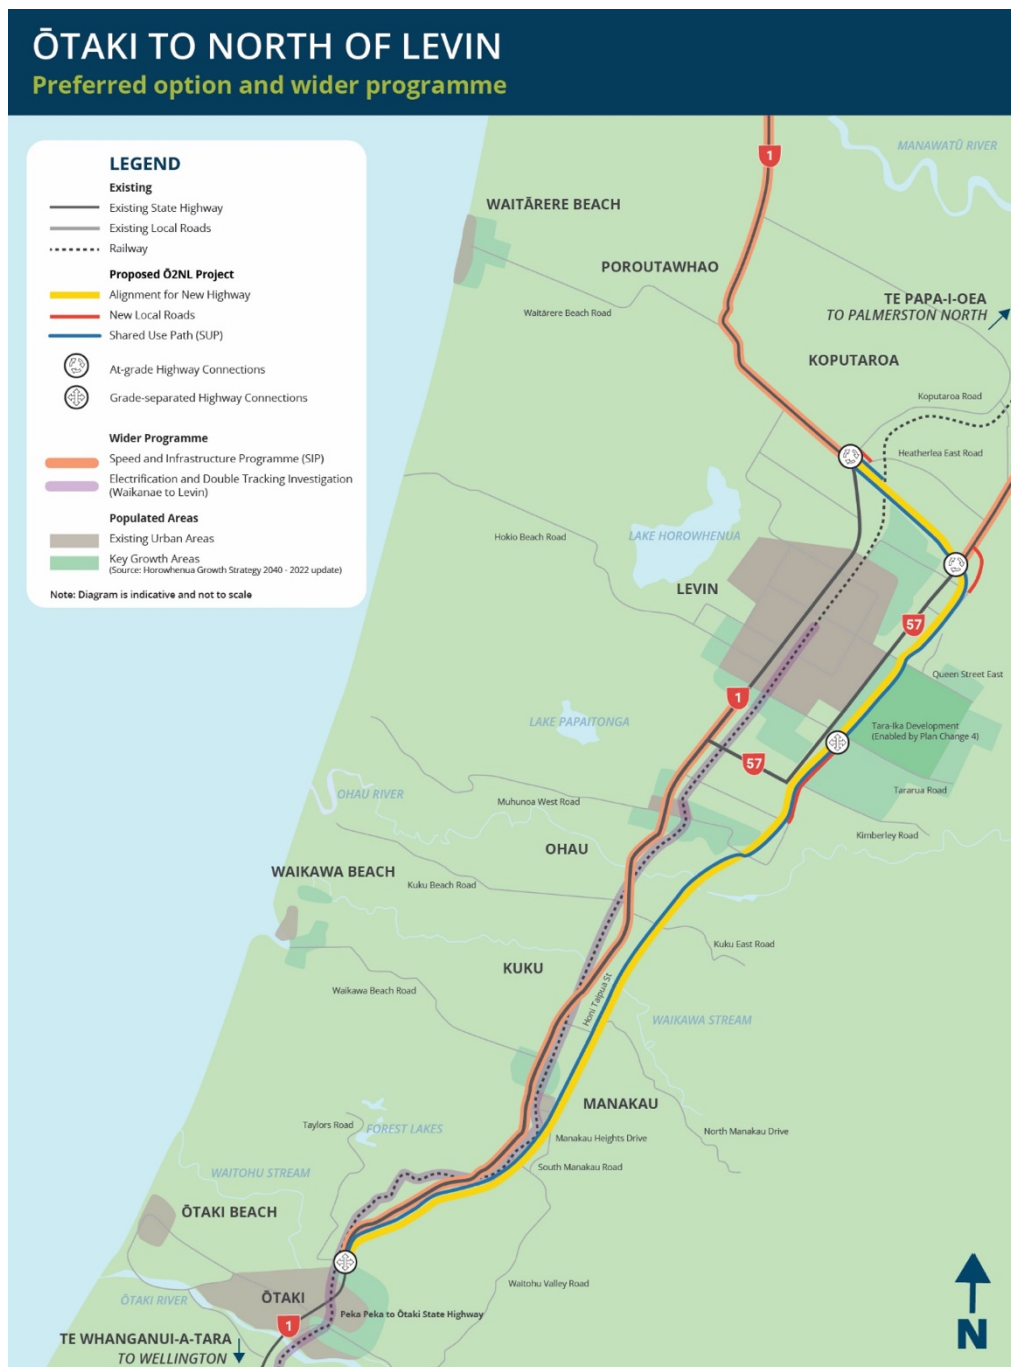 ŌTAKI TO NORTH OF LEVIN
Preferred option and wider programme
LEGEND
Existing
Existing State Highway
Existing Local Roads
Railway
Proposed Ō2NL Project
Alignment for New Highway
New Local Roads
Shared Use Path (SUP)
At-grade Highway Connections
Grade-separated Highway Connections
Wider Programme
Speed and Infrastructure Programme (SIP)
Electrification and Double Tracking Investigation
(Waikanae to Levin)
Populated Areas
Existing Urban Areas
Key Growth Areas
(Source: Horowhenua Growth Strategy 2040 - 2022 update)
Note: Diagram is indicative and not to scale
1
MANAWATŪ RIVER
WAITĀRERE BEACH
POROUTAWHAO
TE PAPA-I-OEA
TO PALMERSTON NORTH
Waitārere Beach Road
KOPUTAROA
Koputaroa Road
Heatherlea East Road
Hokio Beach Road
LAKE HOROWHENUA
LEVIN
57
Queen Street East
1
LAKE PAPAITONGA
Tara-Ika Development
(Enabled by Plan Change 4)
57
OHAU RIVER
Muhunoa West Road
Tararua Road
Kimberley Road
OHAU
WAIKAWA BEACH
Kuku Beach Road
Kuku East Road
KUKU
Waikawa Beach Road
Honi Taipua St
WAIKAWA STREAM
MANAKAU
Taylors Road
FOREST LAKES
North Manakau Drive
Manakau Heights Drive
South Manakau Road
WAITOHU STREAM
ŌTAKI BEACH
Waitohu Valley Road
ŌTAKI RIVER
ŌTAKI
Peka Peka to Ōtaki State Highway
1
TE WHANGANUI-A-TARA
TO WELLINGTON
N